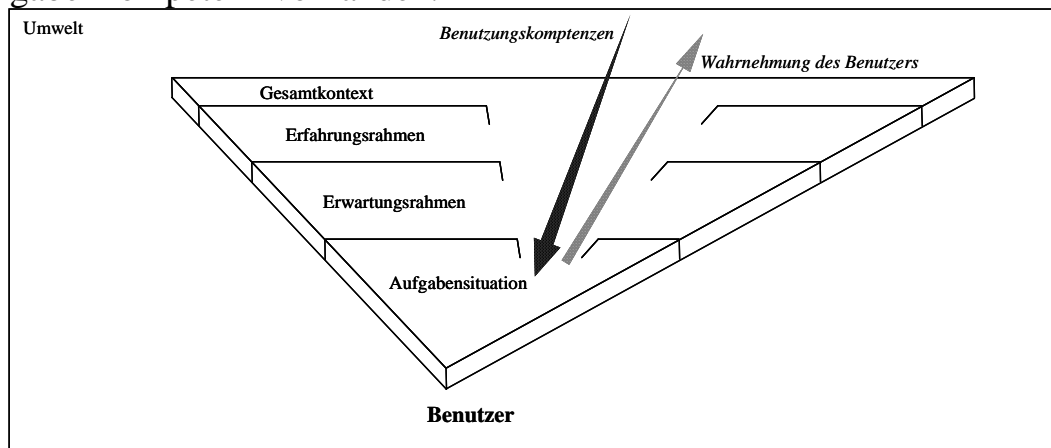 Umwelt
Benutzungskomptenzen
Wahrnehmung des Benutzers
Gesamtkontext
Erfahrungsrahmen
Erwartungsrahmen
Aufgabensituation
Benutzer